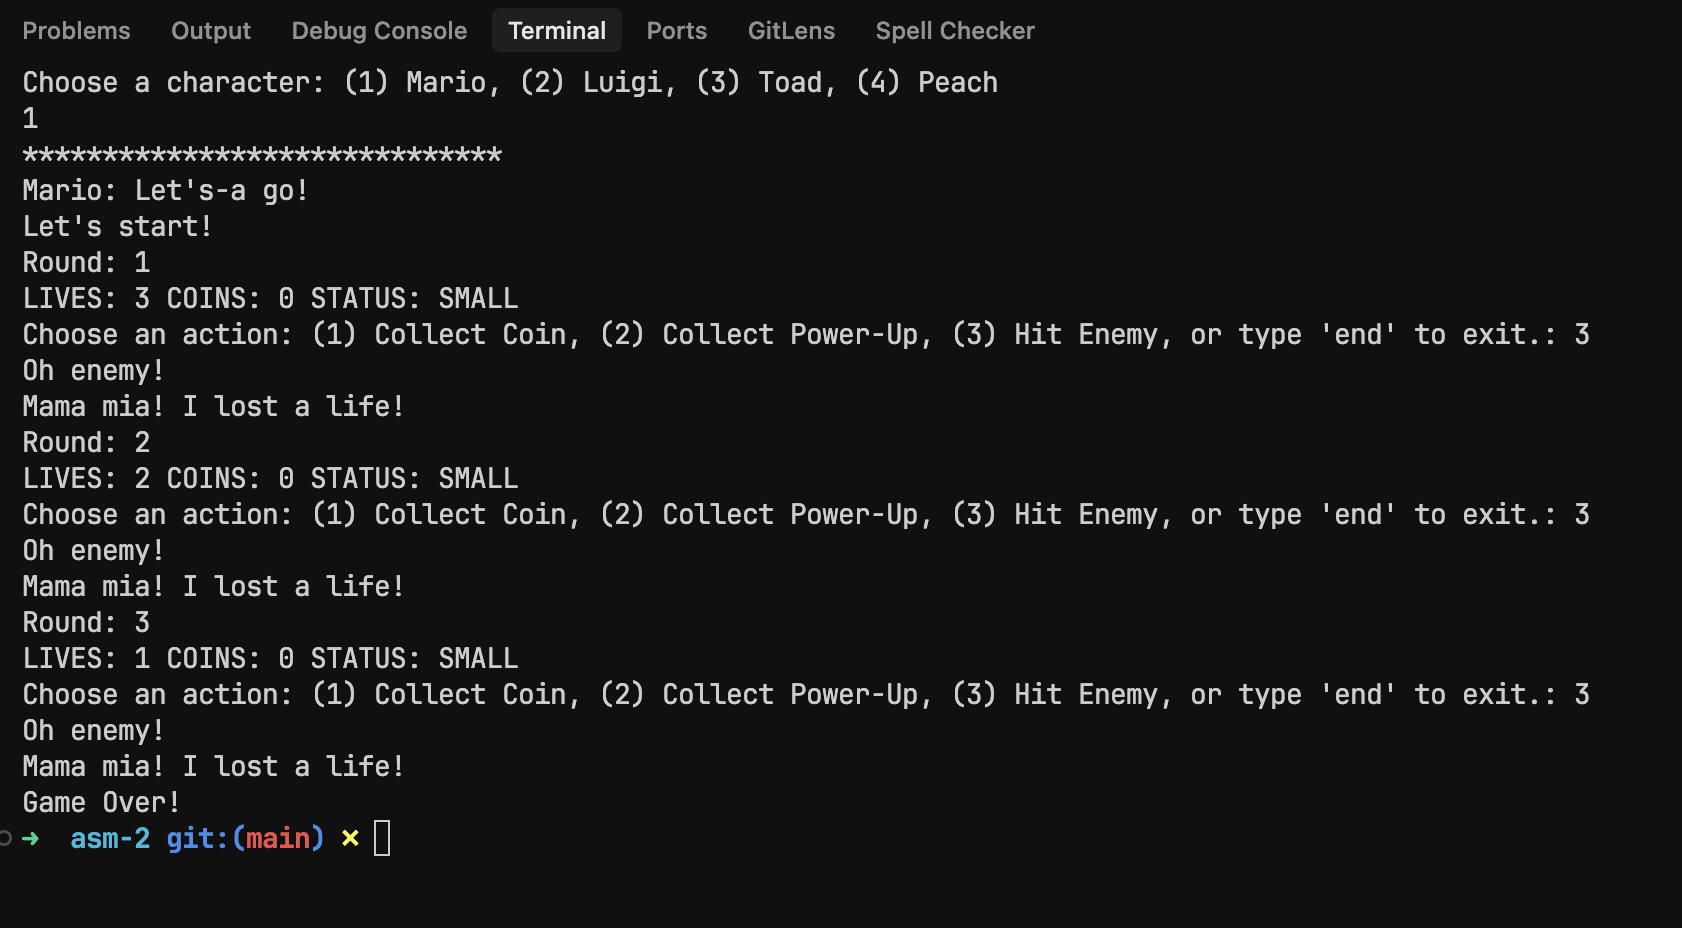 Problems Output Debug Console Terminal Ports GitLens Spell Checker
Choose a character: (1) Mario, (2) Luigi, (3) Toad, (4) Peach
1
******************************
Mario: Let's-a go!
Let's start!
Round: 1
LIVES: 3 COINS: 0 STATUS: SMALL
Choose an action: (1) Collect Coin, (2) Collect Power-Up, (3) Hit Enemy, or type 'end' to exit.: 3
Oh enemy!
Mama mia! I lost a life!
Round: 2
LIVES: 2 COINS: 0 STATUS: SMALL
Choose an action: (1) Collect Coin, (2) Collect Power-Up, (3) Hit Enemy, or type 'end' to exit.: 3
Oh enemy!
Mama mia! I lost a life!
Round: 3
LIVES: 1 COINS: 0 STATUS: SMALL
Choose an action: (1) Collect Coin, (2) Collect Power-Up, (3) Hit Enemy, or type 'end' to exit.: 3
Oh enemy!
Mama mia! I lost a life!
Game Over!
➜ asm-2 git:(main) ✗